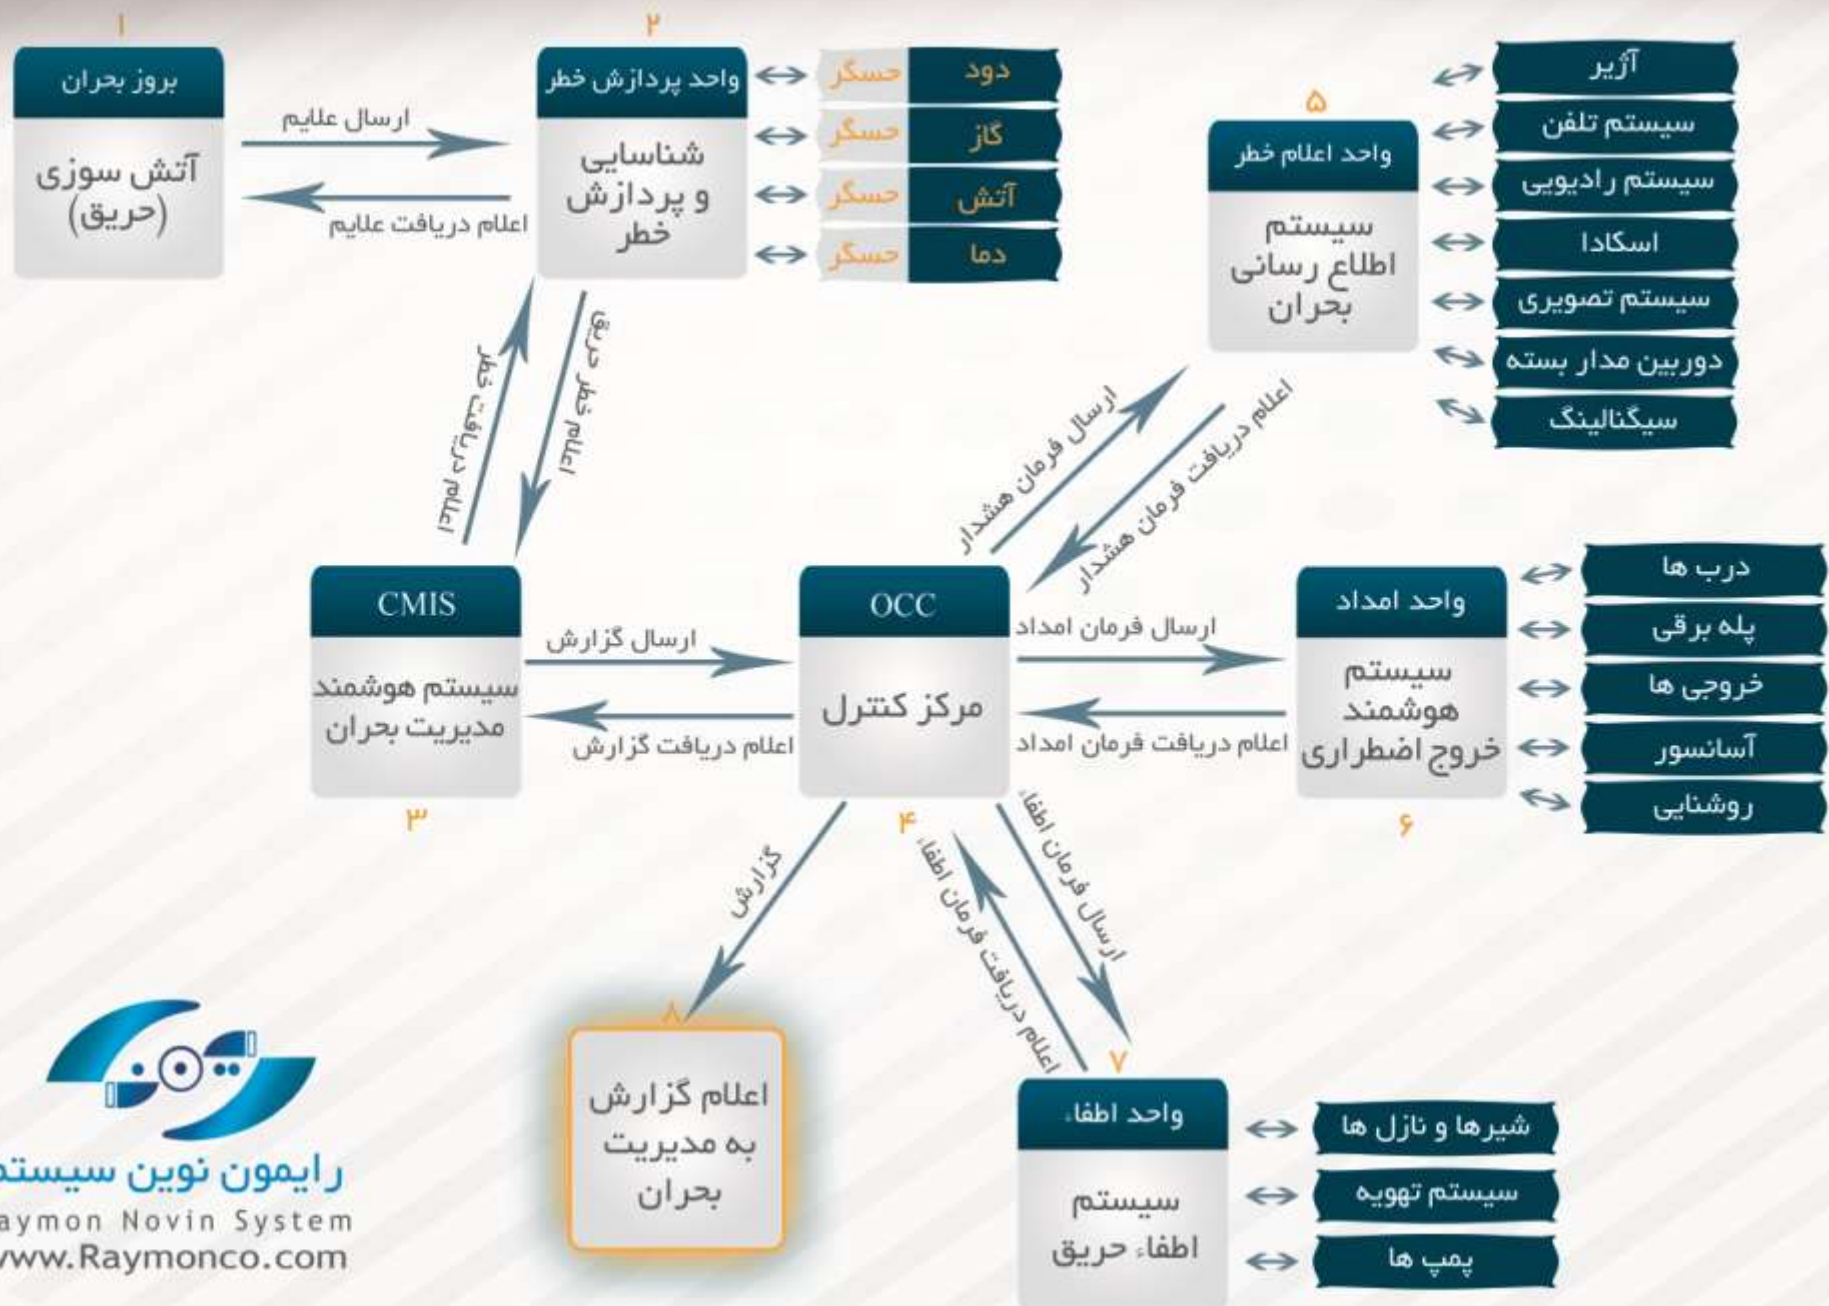 ۱
بروز بحران
آتش سوزی
(حریق)
ارسال علایم
اعلام دریافت علایم
۲
واحد پردازش خطر
شناسایی
و پردازش
خطر
حسگر دود
حسگر گاز
حسگر آتش
حسگر دما
اعلام دریافت خطر
اعلام خطر حریق
CMIS
سیستم هوشمند
مدیریت بحران
۳
ارسال گزارش
اعلام دریافت گزارش
OCC
مرکز کنترل
۴
ارسال فرمان هشدار
اعلام دریافت فرمان هشدار
۵
واحد اعلام خطر
سیستم
اطلاع رسانی
بحران
آژیر
سیستم تلفن
سیستم رادیویی
اسکادا
سیستم تصویری
دوربین مدار بسته
سیگنالینگ
ارسال فرمان امداد
اعلام دریافت فرمان امداد
واحد امداد
سیستم
هوشمند
خروج اضطراری
۶
درب ها
پله برقی
خروجی ها
آسانسور
روشنایی
ارسال فرمان اطفاء
اعلام دریافت فرمان اطفاء
۷
واحد اطفاء
سیستم
اطفاء حریق
شیرها و نازل ها
سیستم تهویه
پمپ ها
گزارش
۸
اعلام گزارش
به مدیریت
بحران
رایمون نوین سیستم
aymon Novin System
www.Raymonco.com